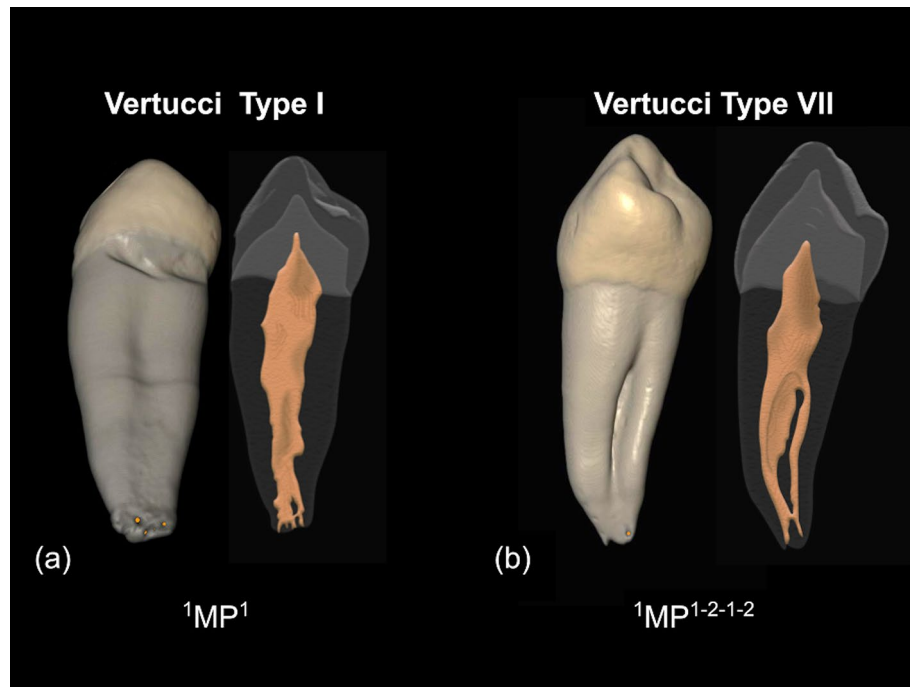 Vertucci Type I
Vertucci Type VII
(a)
(b)
¹MP¹
¹MP¹⁻²⁻¹⁻²